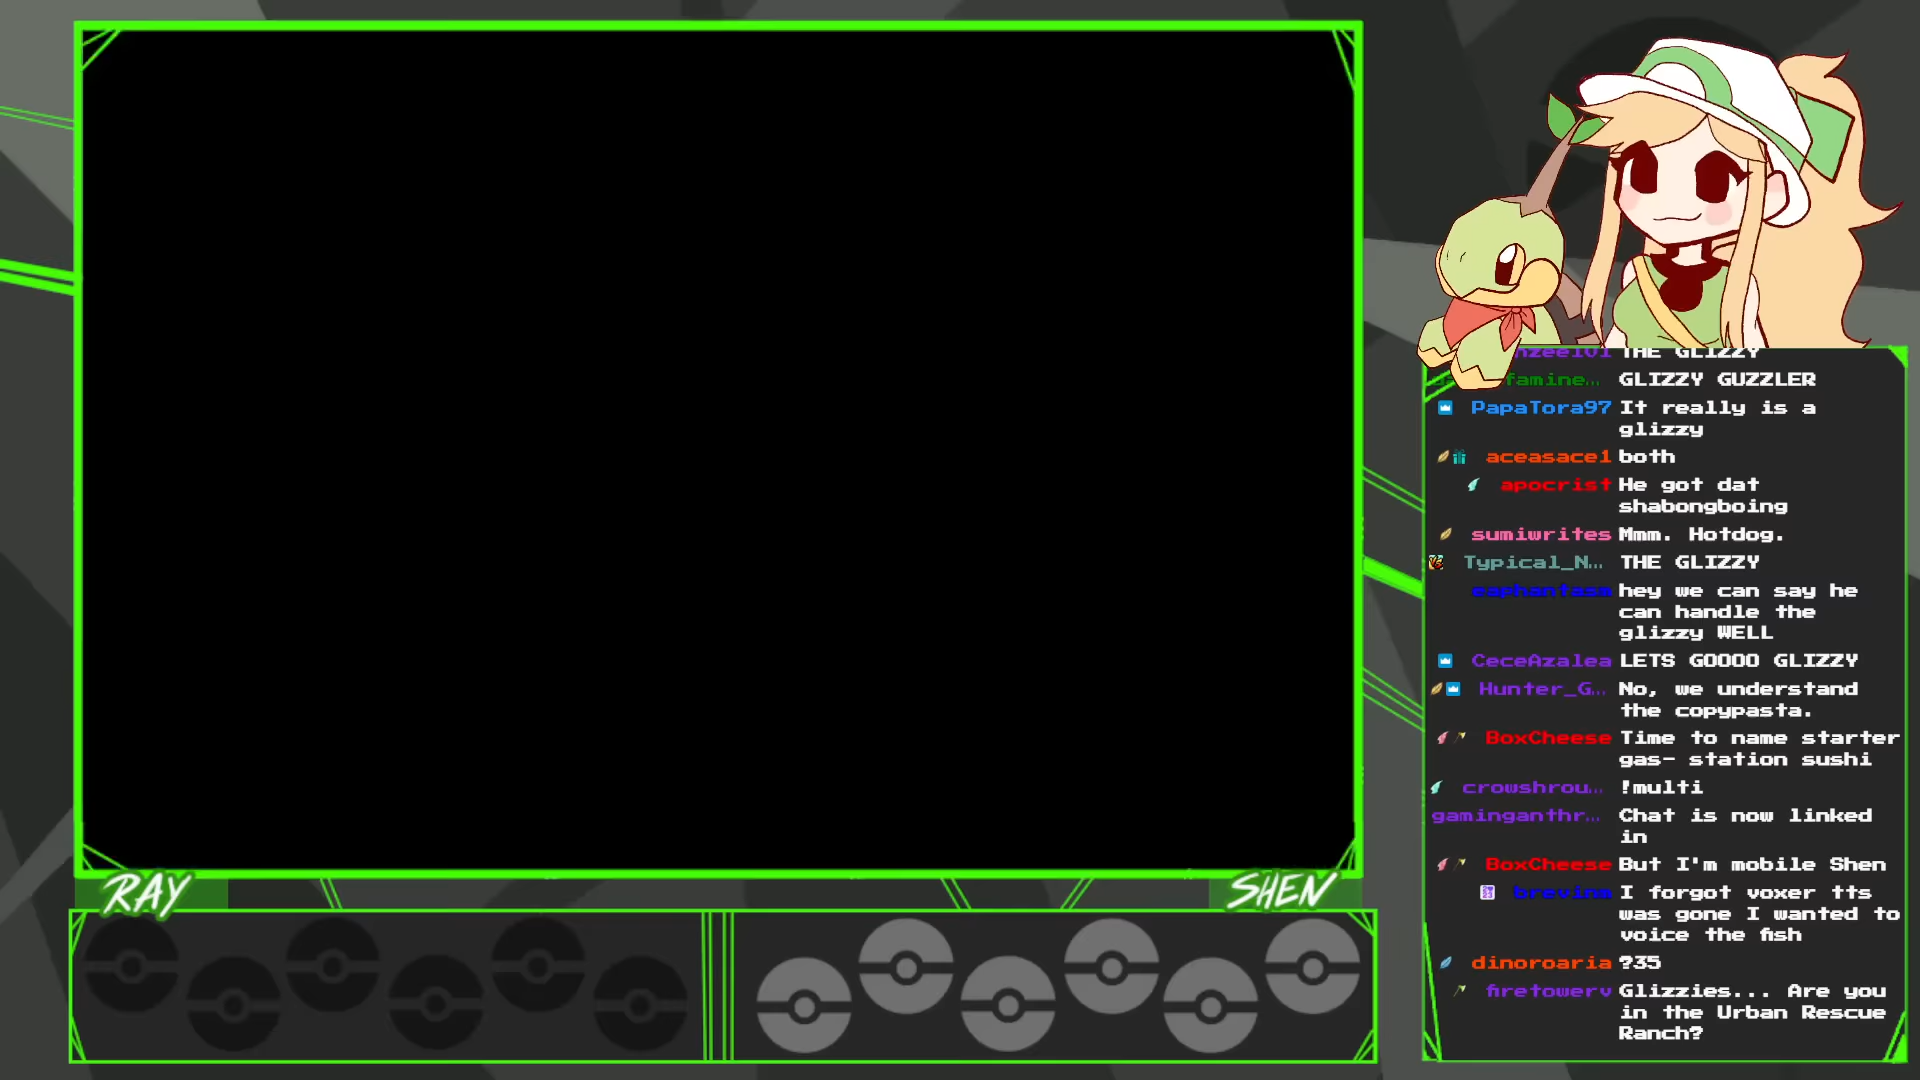 THE GLIZZY
GLIZZY GUZZLER
PapaTora97 It really is a
glizzy
aceasace1 both
apocrist He got dat
shabongboing
sumiwrites Mmm. Hotdog.
Typical_N... THE GLIZZY
eaphantasm hey we can say he
can handle the
glizzy WELL
CeceAzalea LETS GOOOO GLIZZY
Hunter_G... No, we understand
the copypasta.
BoxCheese Time to name starter
gas- station sushi
crowshrou... !multi
gaminganthr... Chat is now linked
in
BoxCheese But I'm mobile Shen
I forgot voxer tts
was gone I wanted to
voice the fish
dinoroaria ?35
firetowerv Glizzies... Are you
in the Urban Rescue
Ranch?
RAY
SHEN